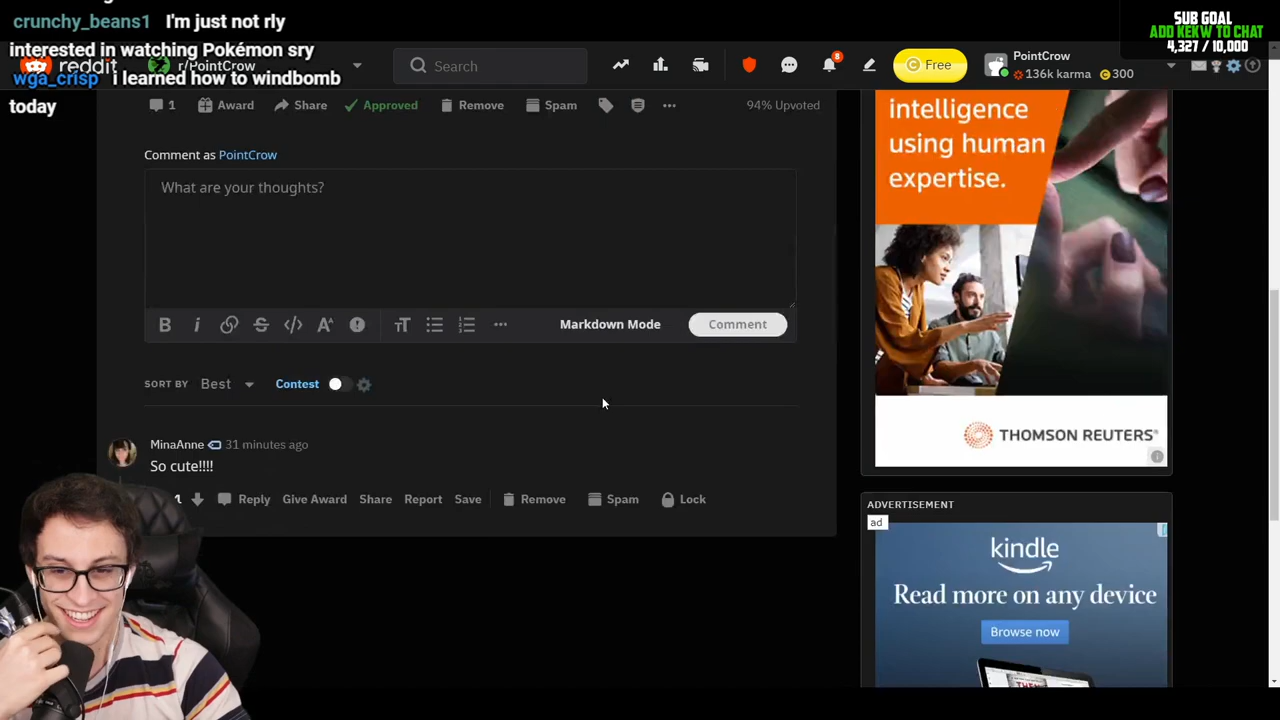 crunchy_beans1 I'm just not rly
interested in watching Pokémon sry
wga_crisp i learned how to windbomb
today
SUB GOAL
ADD KEKW TO CHAT
4,327 / 10,000
reddit
r/PointCrow
Search
8
Free
PointCrow
136k karma
300
1
Award
Share
Approved
Remove
Spam
94% Upvoted
Comment as PointCrow
What are your thoughts?
Markdown Mode
Comment
SORT BY Best
Contest
MinaAnne 31 minutes ago
So cute!!!!
Reply
Give Award
Share
Report
Save
Remove
Spam
Lock
intelligence
using human
expertise.
THOMSON REUTERS
ADVERTISEMENT
ad
kindle
Read more on any device
Browse now